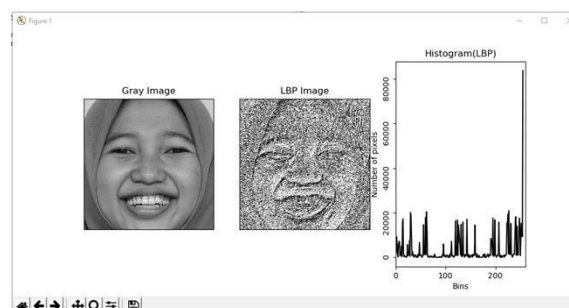 Figure 1
Gray Image
LBP Image
Histogram(LBP)
Number of pixels
80000
60000
40000
20000
0
0
100
200
Bins